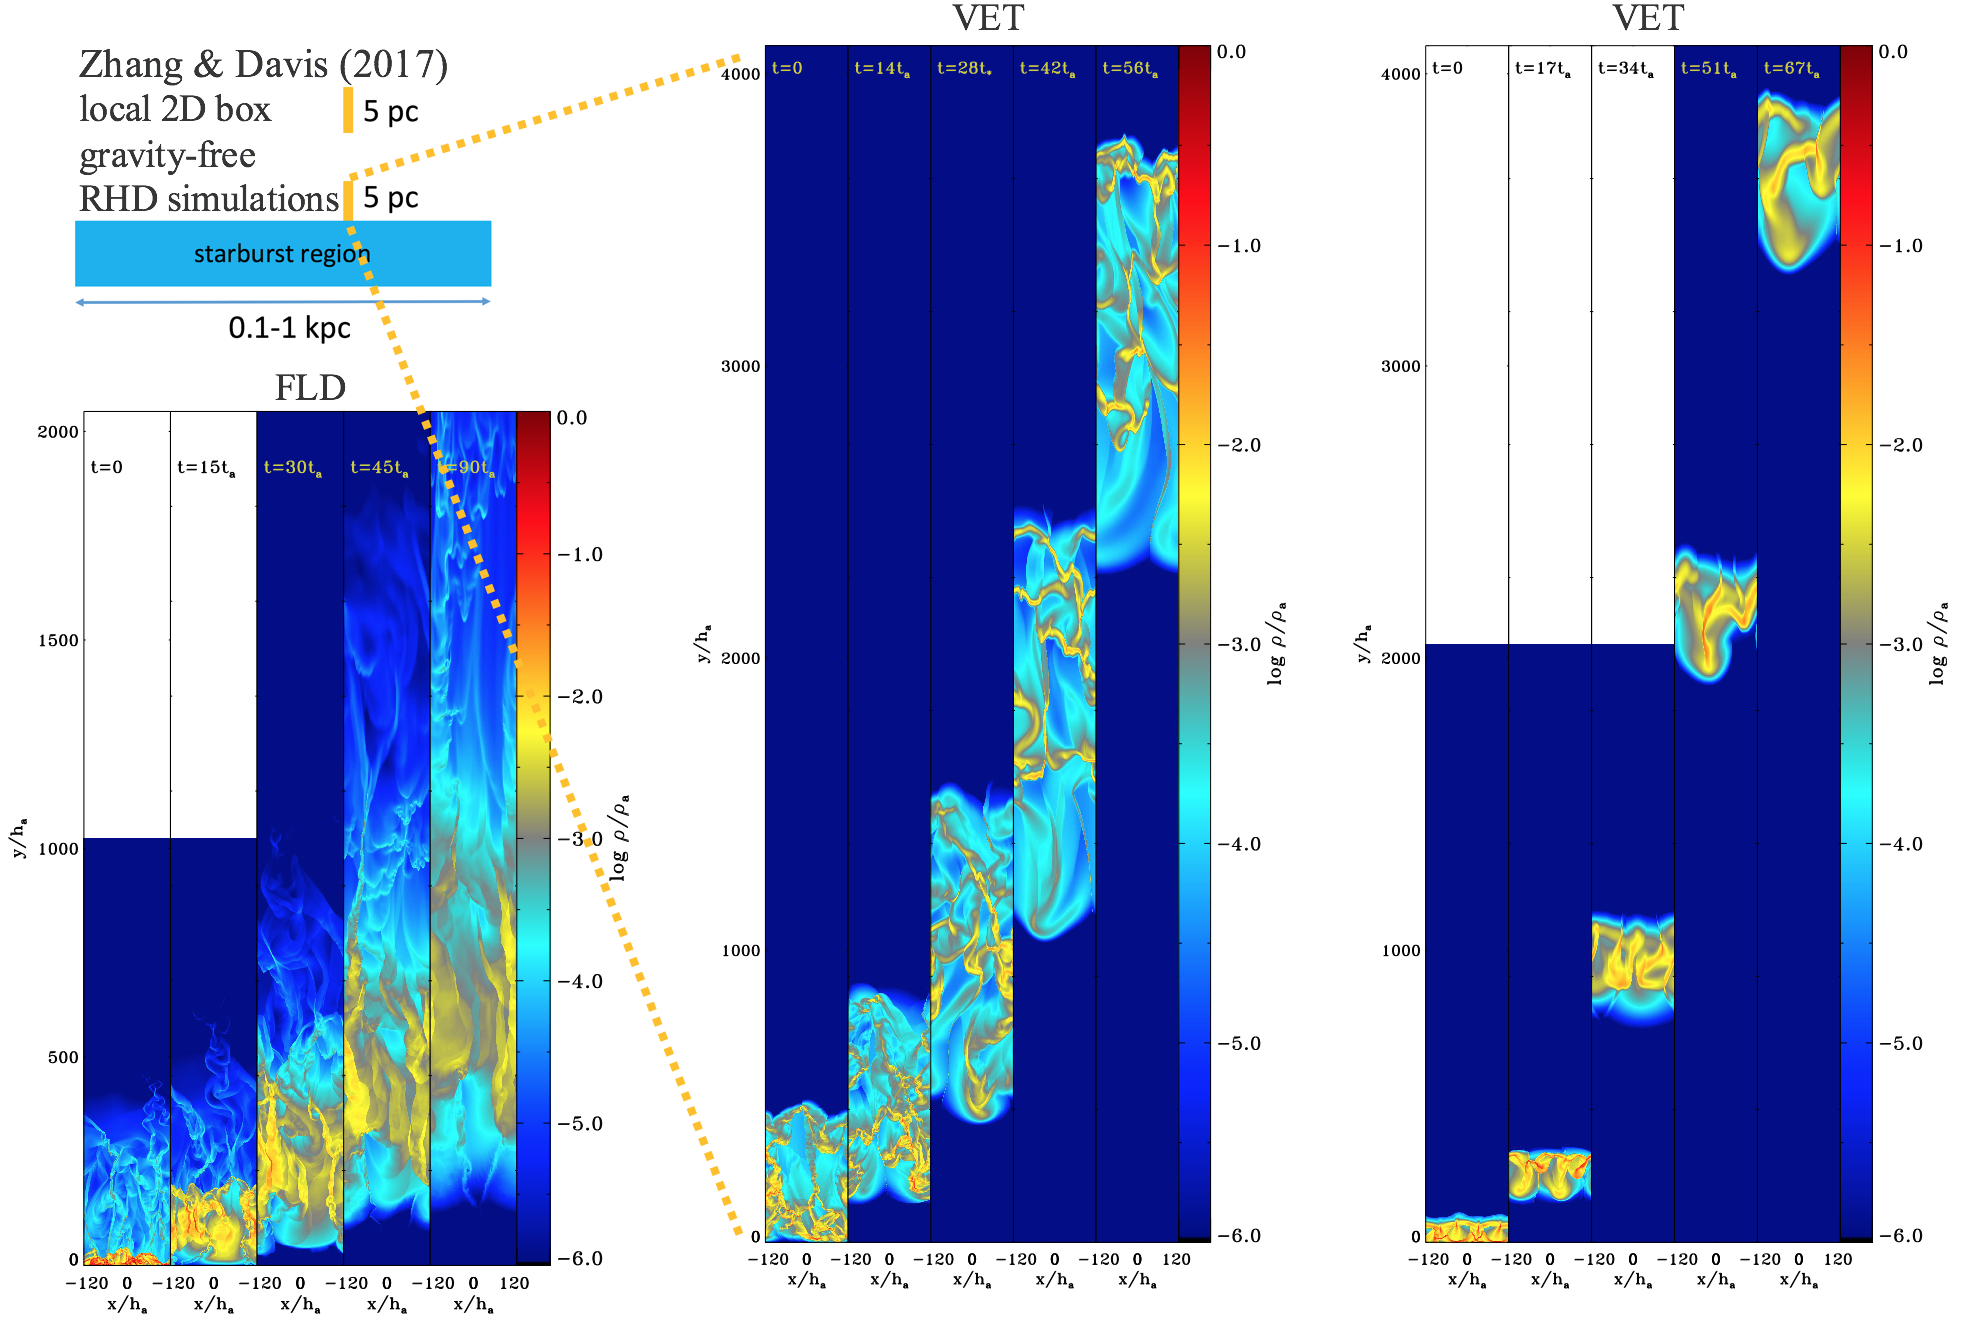 Zhang & Davis (2017)
local 2D box
5 pc
gravity-free
RHD simulations
5 pc
starburst region
0.1-1 kpc
FLD
2000
1500
1000
500
0
y/hₐ
t=0
t=15tₐ
t=30tₐ
t=45tₐ
t=90tₐ
0.0
−1.0
−2.0
−3.0
−4.0
−5.0
−6.0
log ρ/ρₐ
−120 0 −120 0 −120 0 −120 0 −120 0 120
x/hₐ x/hₐ x/hₐ x/hₐ x/hₐ
VET
4000
3000
2000
1000
0
y/hₐ
t=0
t=14tₐ
t=28t*
t=42tₐ
t=56tₐ
0.0
−1.0
−2.0
−3.0
−4.0
−5.0
−6.0
log ρ/ρₐ
−120 0 −120 0 −120 0 −120 0 −120 0 120
x/hₐ x/hₐ x/hₐ x/hₐ x/hₐ
VET
4000
3000
2000
1000
0
y/hₐ
t=0
t=17tₐ
t=34tₐ
t=51tₐ
t=67tₐ
0.0
−1.0
−2.0
−3.0
−4.0
−5.0
−6.0
log ρ/ρₐ
−120 0 −120 0 −120 0 −120 0 −120 0 120
x/hₐ x/hₐ x/hₐ x/hₐ x/hₐ